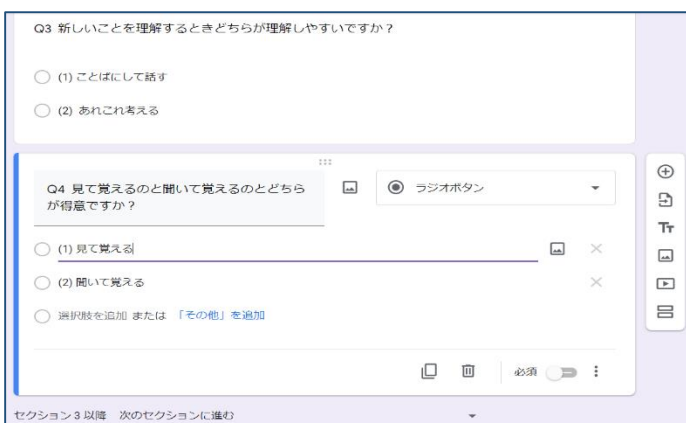 Q3 新しいことを理解するときどちらが理解しやすいですか?
(1) ことばにして話す
(2) あれこれ考える
Q4 見て覚えるのと聞いて覚えるのとどちら
が得意ですか?
ラジオボタン
(1) 見て覚える
(2) 聞いて覚える
選択肢を追加 または 「その他」を追加
必須
セクション 3 以降 次のセクションに進む
Tт